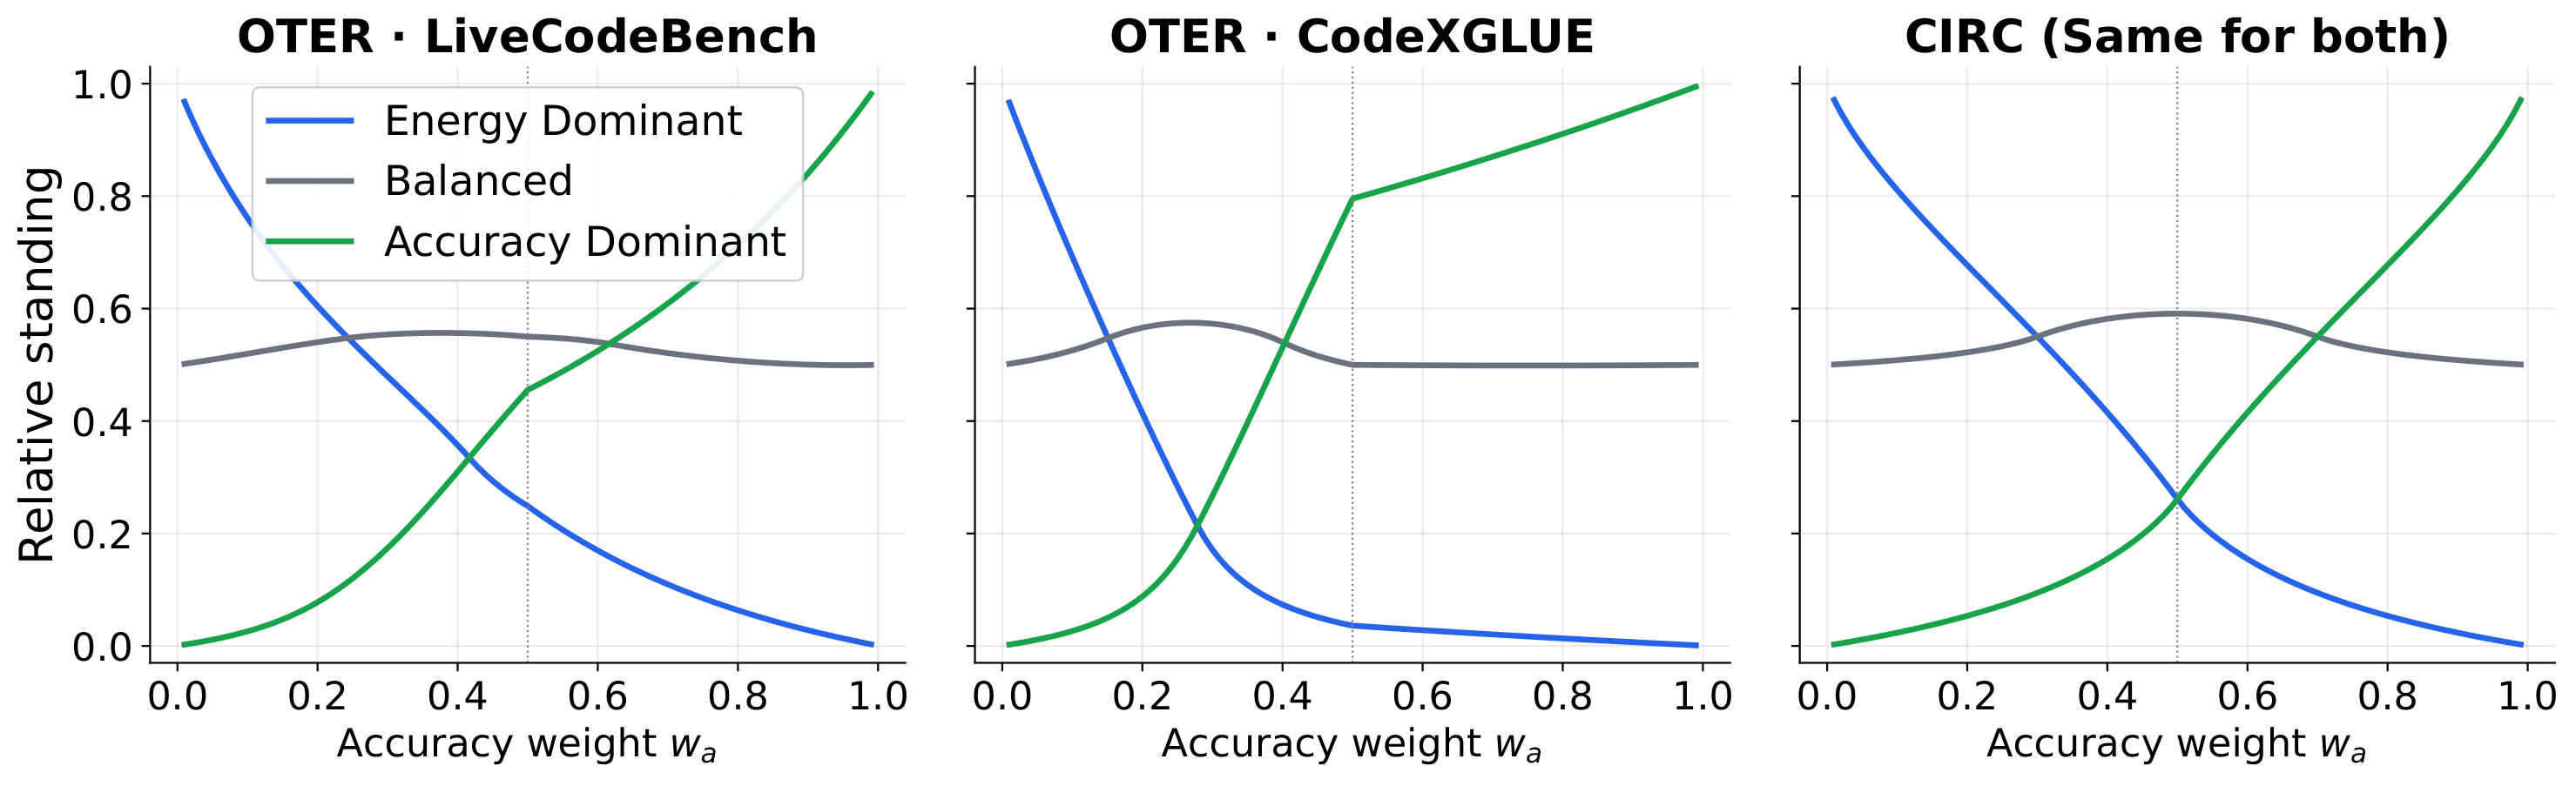 OTER · LiveCodeBench
OTER · CodeXGLUE
CIRC (Same for both)
Relative standing
1.0
0.8
0.6
0.4
0.2
0.0
Energy Dominant
Balanced
Accuracy Dominant
0.0 0.2 0.4 0.6 0.8 1.0
0.0 0.2 0.4 0.6 0.8 1.0
0.0 0.2 0.4 0.6 0.8 1.0
Accuracy weight wₐ
Accuracy weight wₐ
Accuracy weight wₐ